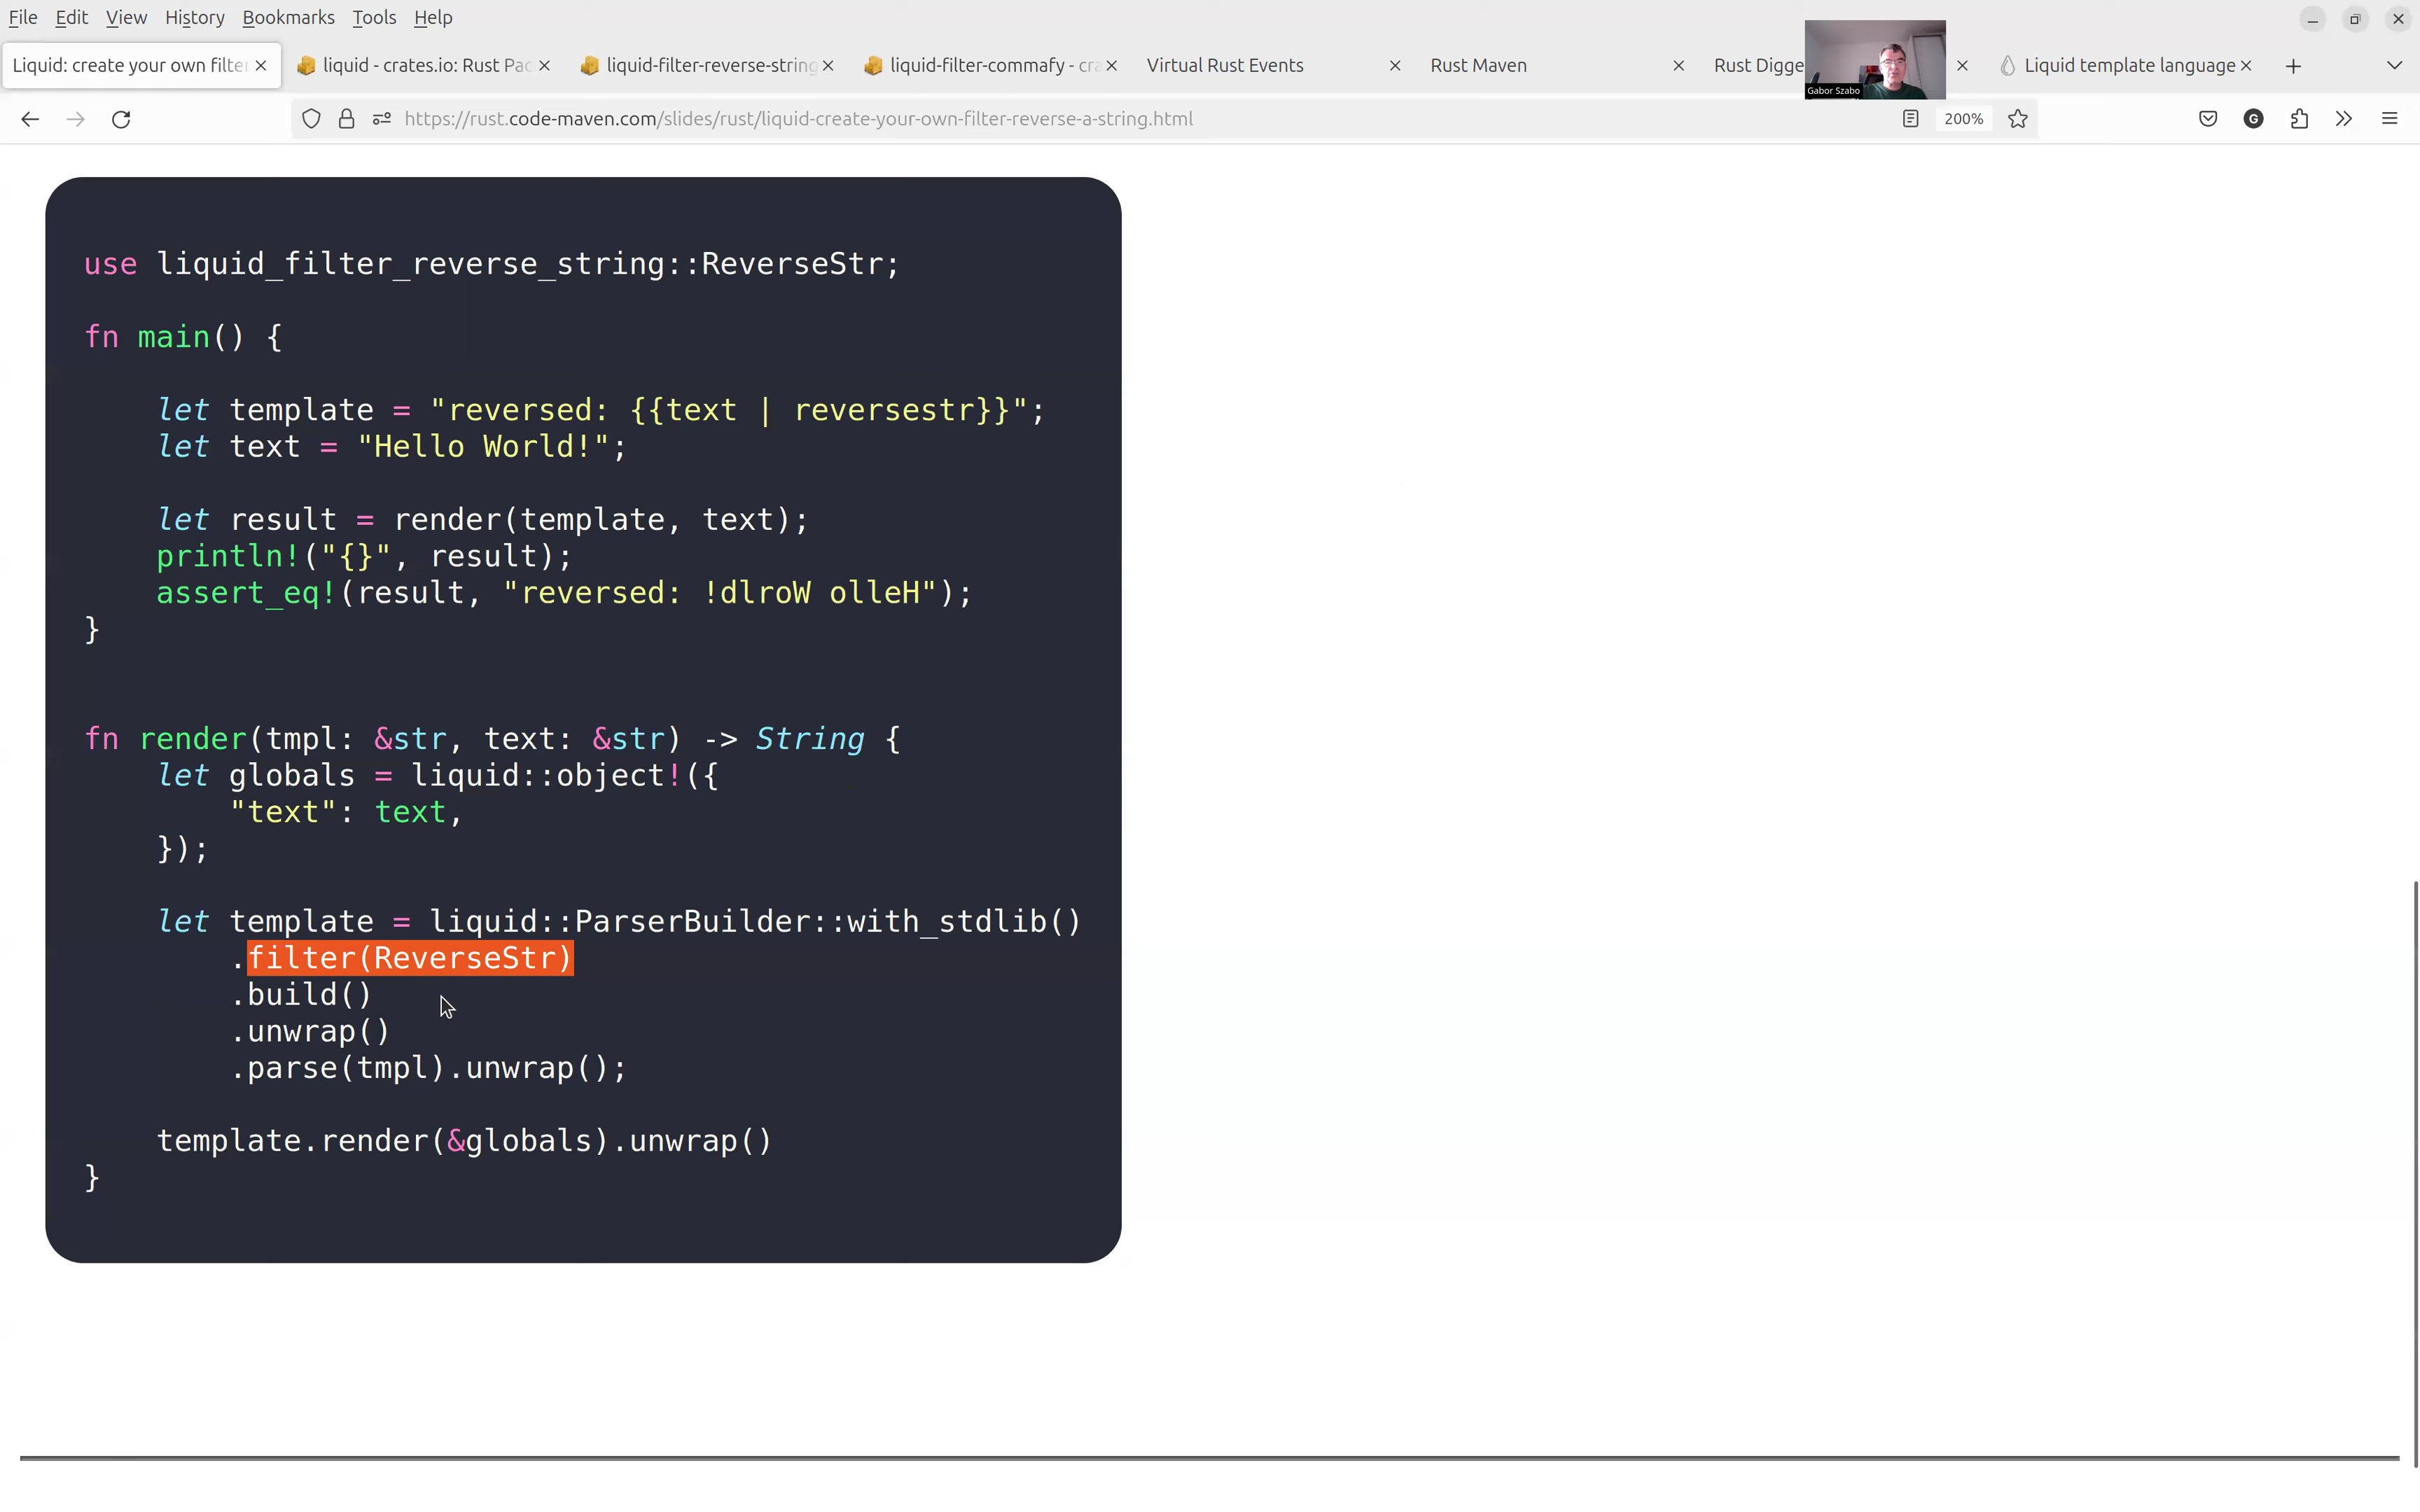 File Edit View History Bookmarks Tools Help
Liquid: create your own filte
liquid - crates.io: Rust Pac
liquid-filter-reverse-string
liquid-filter-commafy - cra
Virtual Rust Events
Rust Maven
Rust Digge
Liquid template language
Gabor Szabo
https://rust.code-maven.com/slides/rust/liquid-create-your-own-filter-reverse-a-string.html
200%
G
use liquid_filter_reverse_string::ReverseStr;
fn main() {
let template = "reversed: {{text | reversestr}}";
let text = "Hello World!";
let result = render(template, text);
println!("{}", result);
assert_eq!(result, "reversed: !dlroW olleH");
}
fn render(tmpl: &str, text: &str) -> String {
let globals = liquid::object!({
"text": text,
});
let template = liquid::ParserBuilder::with_stdlib()
.filter(ReverseStr)
.build()
.unwrap()
.parse(tmpl).unwrap();
template.render(&globals).unwrap()
}